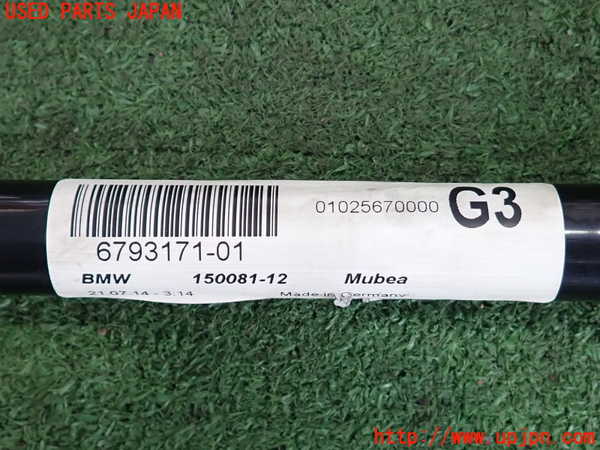 USED PARTS JAPAN
01025670000 G3
6793171-01
BMW 150081-12 Mubea
21.07.14 - 3.14 Made in Germany
http://www.upjpn.com/